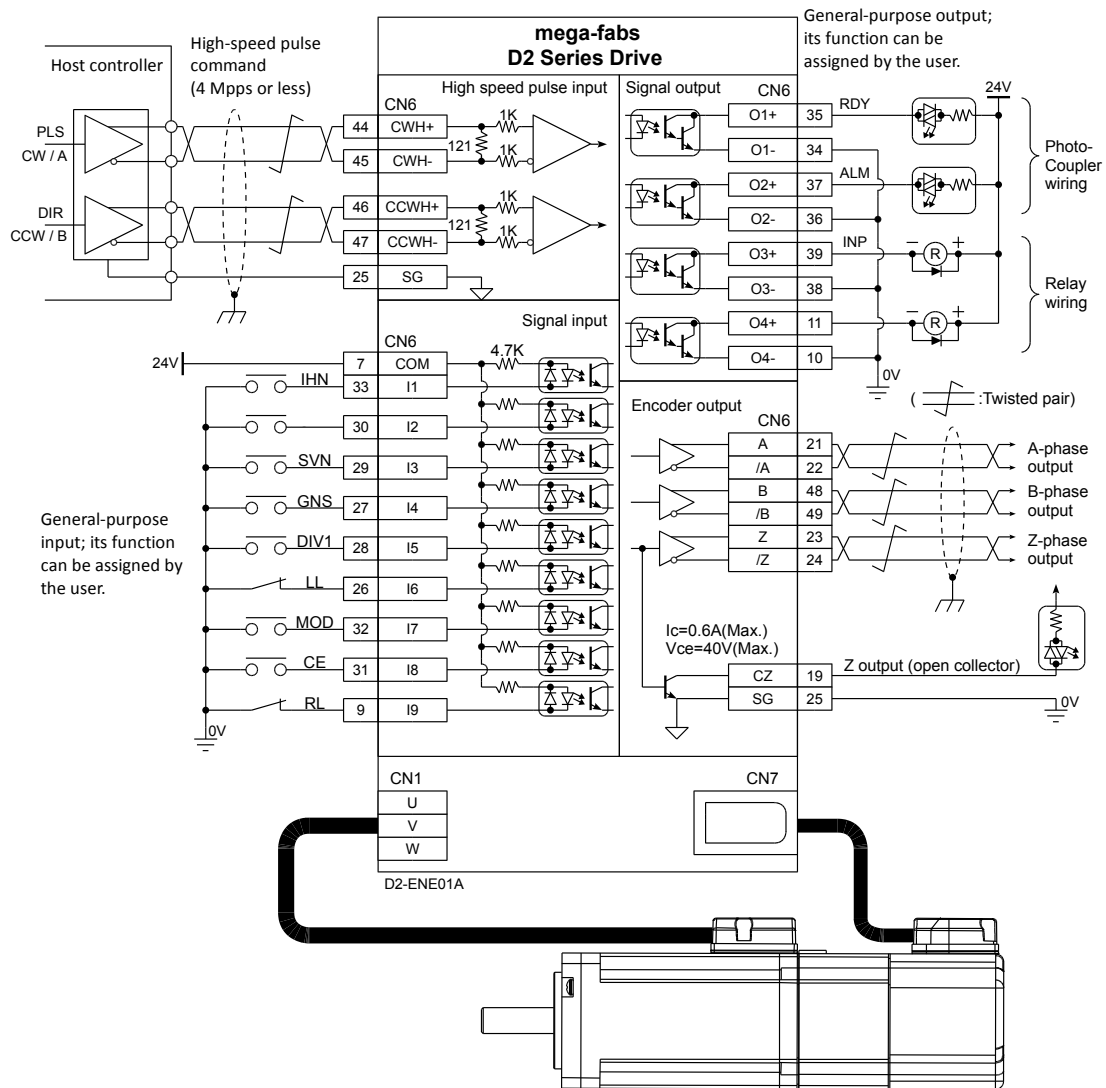 mega-fabs
D2 Series Drive
General-purpose output;
its function can be
assigned by the user.
High-speed pulse
command
(4 Mpps or less)
Host controller
PLS
CW / A
DIR
CCW / B
CN6
High speed pulse input
44 CWH+ 1K
121
45 CWH- 1K
46 CCWH+ 1K
121
47 CCWH- 1K
25 SG
Signal output
CN6
24V
O1+ 35 RDY
O1- 34
O2+ 37 ALM
O2- 36
O3+ 39 INP
O3- 38
O4+ 11
O4- 10
0V
Photo-
Coupler
wiring
− R +
− R +
Relay
wiring
Signal input
CN6
24V 7 COM 4.7K
IHN 33 I1
30 I2
SVN 29 I3
GNS 27 I4
DIV1 28 I5
LL 26 I6
MOD 32 I7
CE 31 I8
RL 9 I9
0V
General-purpose
input; its function
can be assigned by
the user.
Encoder output
CN6
( :Twisted pair)
A 21
/A 22
A-phase
output
B 48
/B 49
B-phase
output
Z 23
/Z 24
Z-phase
output
Ic=0.6A(Max.)
Vce=40V(Max.)
CZ 19 Z output (open collector)
SG 25
0V
CN1
U
V
W
CN7
D2-ENE01A